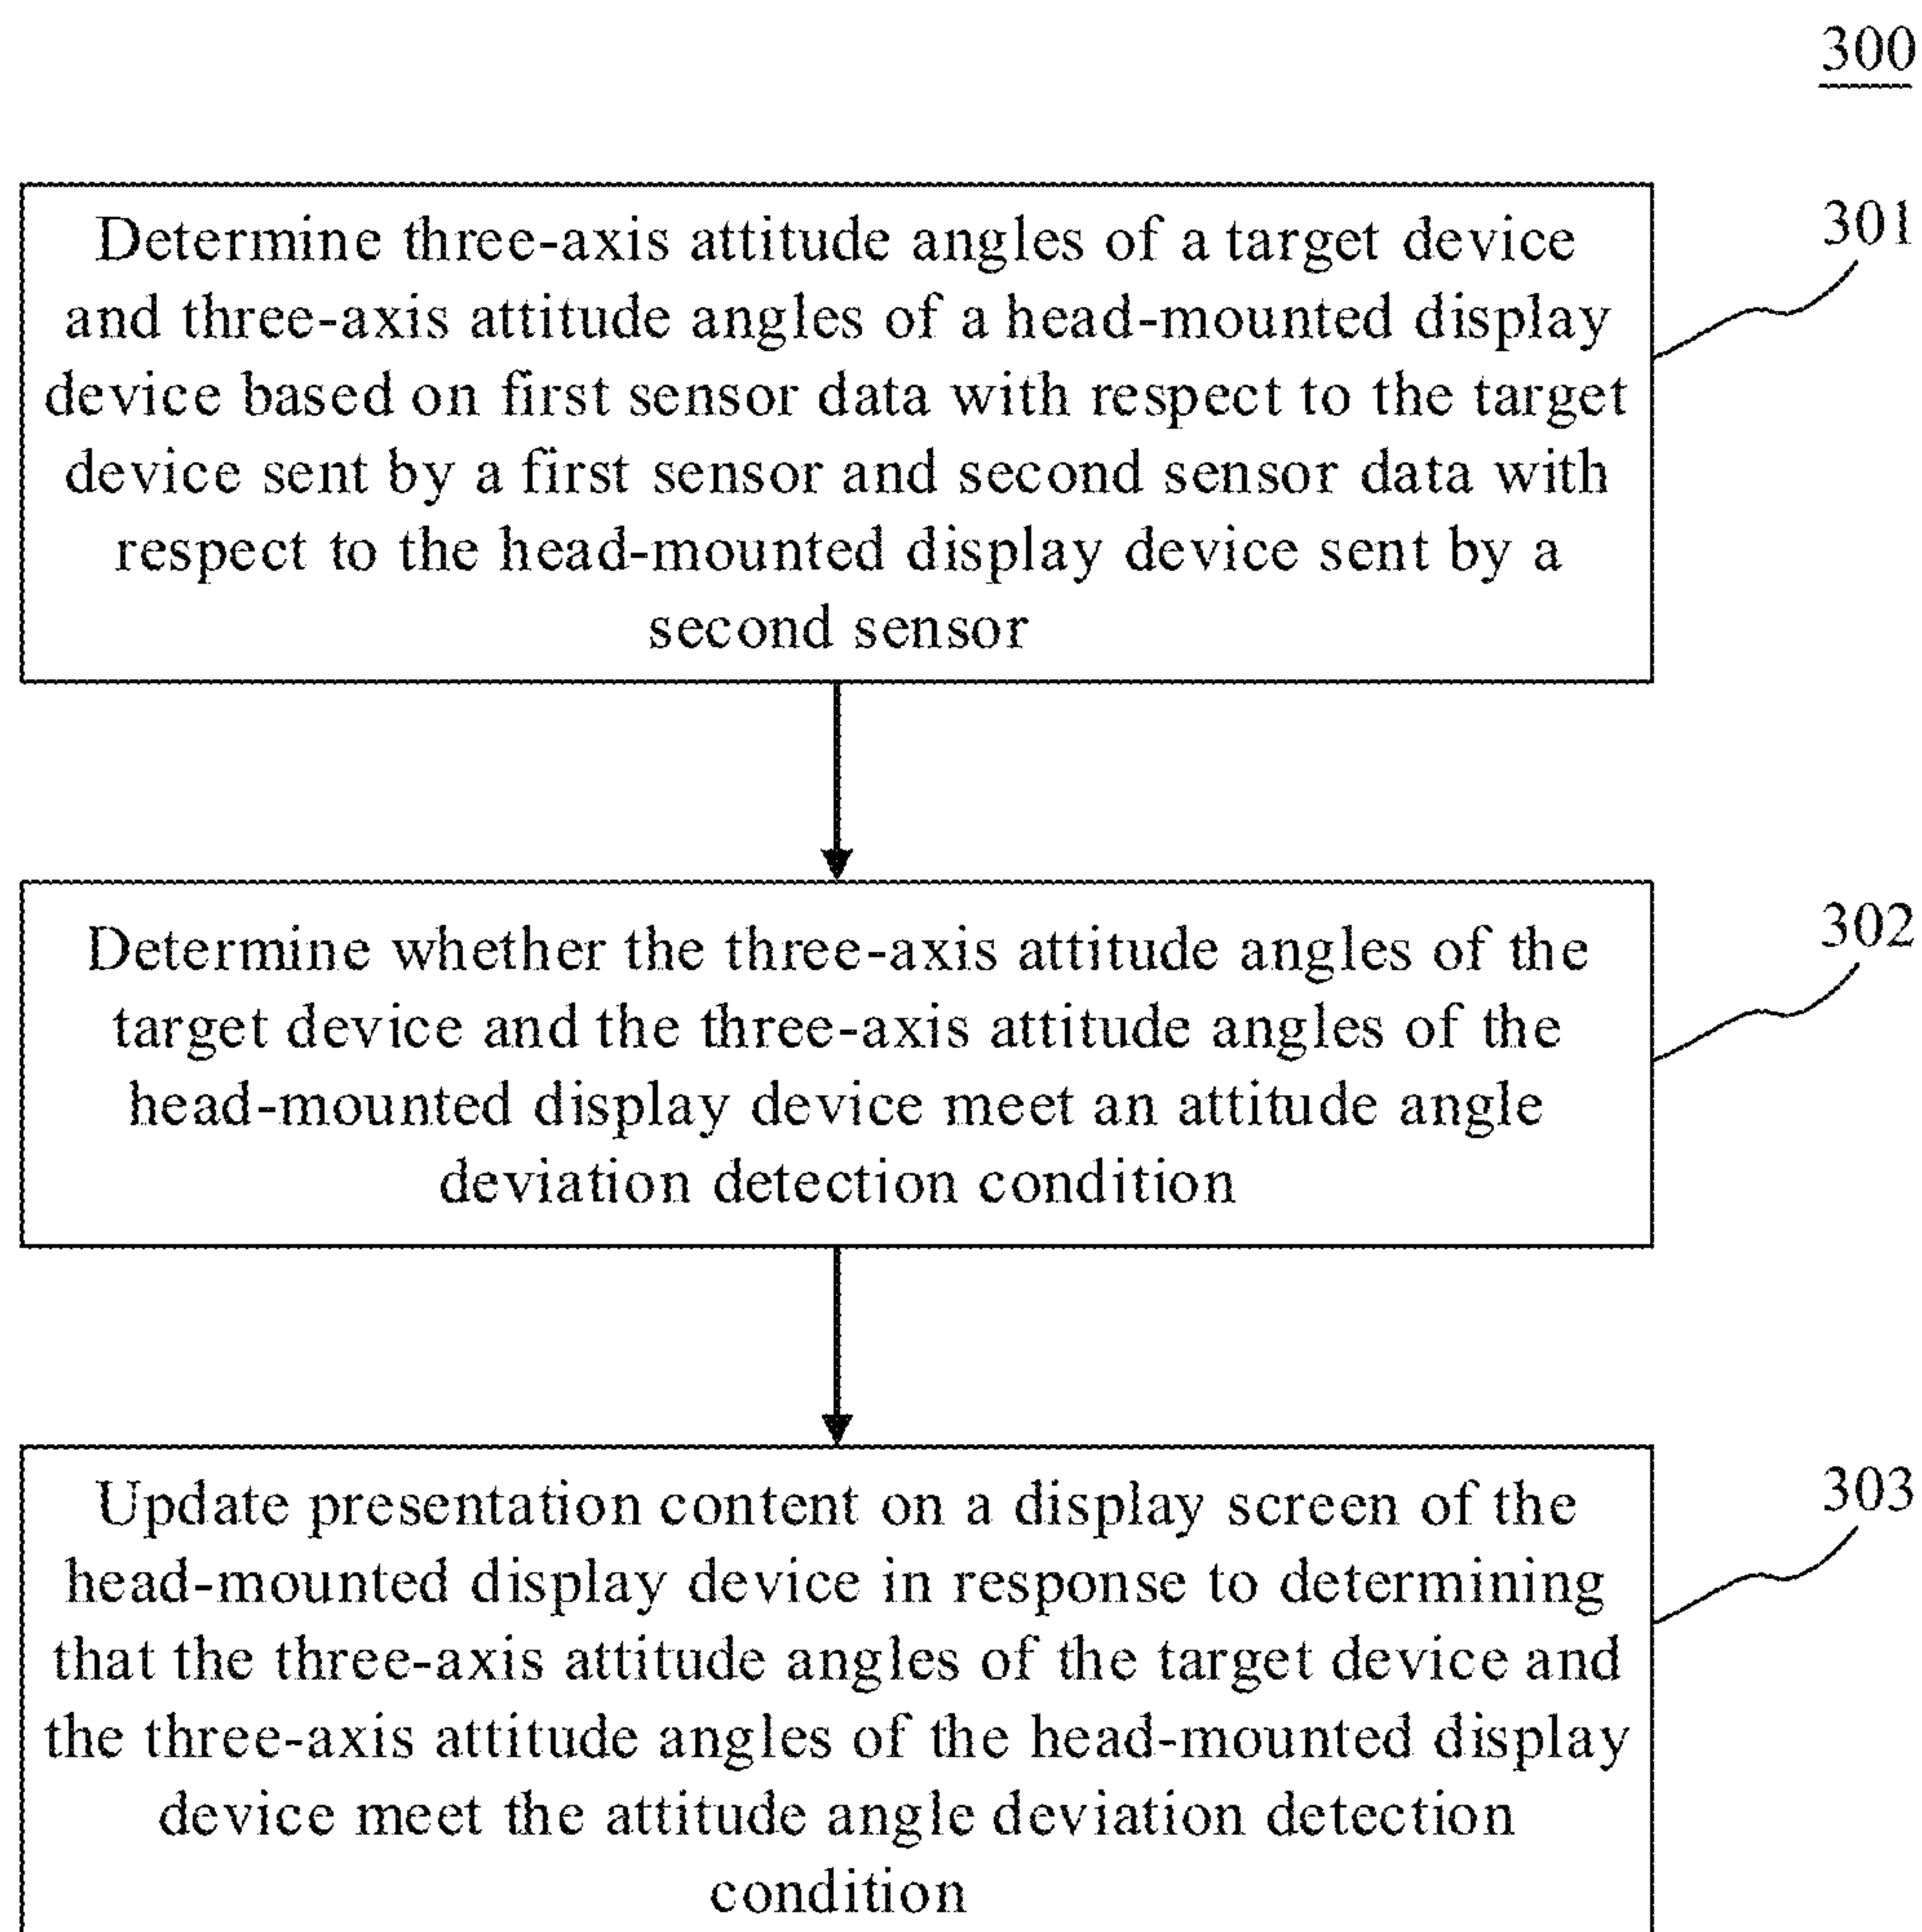 300
Determine three-axis attitude angles of a target device
and three-axis attitude angles of a head-mounted display
device based on first sensor data with respect to the target
device sent by a first sensor and second sensor data with
respect to the head-mounted display device sent by a
second sensor
301
Determine whether the three-axis attitude angles of the
target device and the three-axis attitude angles of the
head-mounted display device meet an attitude angle
deviation detection condition
302
Update presentation content on a display screen of the
head-mounted display device in response to determining
that the three-axis attitude angles of the target device and
the three-axis attitude angles of the head-mounted display
device meet the attitude angle deviation detection
condition
303